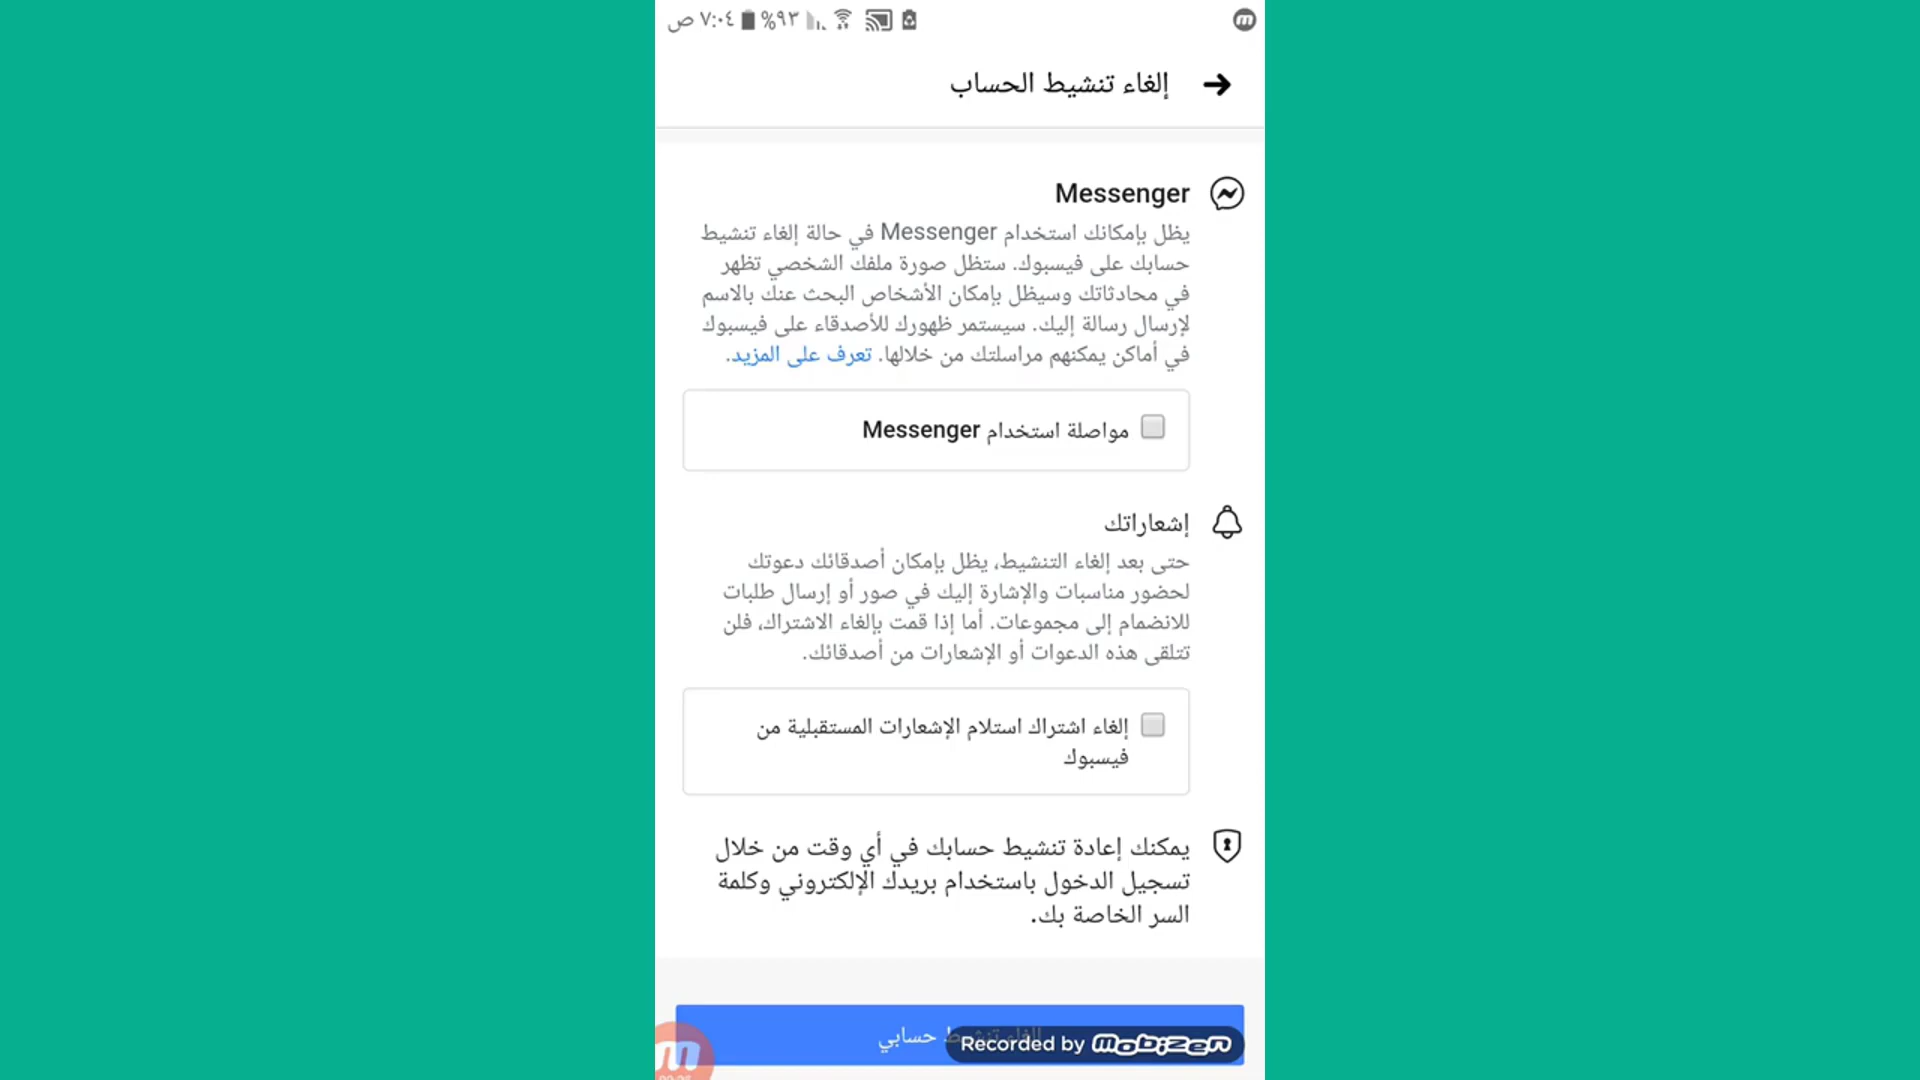 ٧:٠٤ ص ٩٣%
إلغاء تنشيط الحساب
Messenger
يظل بإمكانك استخدام Messenger في حالة إلغاء تنشيط
حسابك على فيسبوك. ستظل صورة ملفك الشخصي تظهر
في محادثاتك وسيظل بإمكان الأشخاص البحث عنك بالاسم
لإرسال رسالة إليك. سيستمر ظهورك للأصدقاء على فيسبوك
في أماكن يمكنهم مراسلتك من خلالها. تعرف على المزيد.
مواصلة استخدام Messenger
إشعاراتك
حتى بعد إلغاء التنشيط، يظل بإمكان أصدقائك دعوتك
لحضور مناسبات والإشارة إليك في صور أو إرسال طلبات
للانضمام إلى مجموعات. أما إذا قمت بإلغاء الاشتراك، فلن
تتلقى هذه الدعوات أو الإشعارات من أصدقائك.
إلغاء اشتراك استلام الإشعارات المستقبلية من
فيسبوك
يمكنك إعادة تنشيط حسابك في أي وقت من خلال
تسجيل الدخول باستخدام بريدك الإلكتروني وكلمة
السر الخاصة بك.
إلغاء تنشيط حسابي
Recorded by mobizen